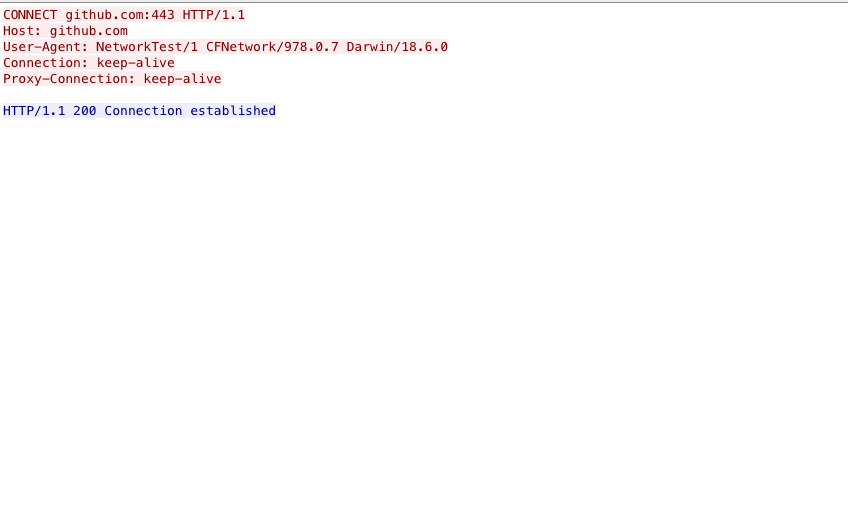 CONNECT github.com:443 HTTP/1.1
Host: github.com
User-Agent: NetworkTest/1 CFNetwork/978.0.7 Darwin/18.6.0
Connection: keep-alive
Proxy-Connection: keep-alive
HTTP/1.1 200 Connection established